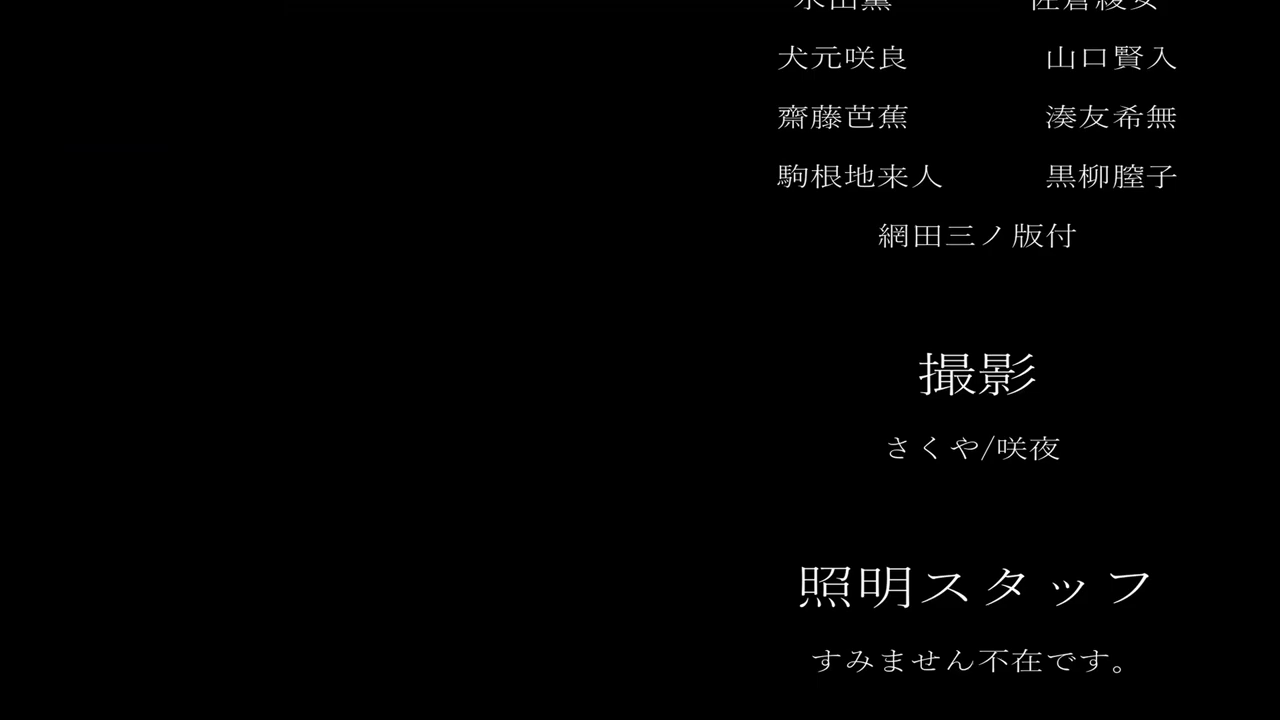 犬元咲良 山口賢入
齋藤芭蕉 湊友希無
駒根地来人 黒柳膣子
網田三ノ版付
撮影
さくや/咲夜
照明スタッフ
すみません不在です。